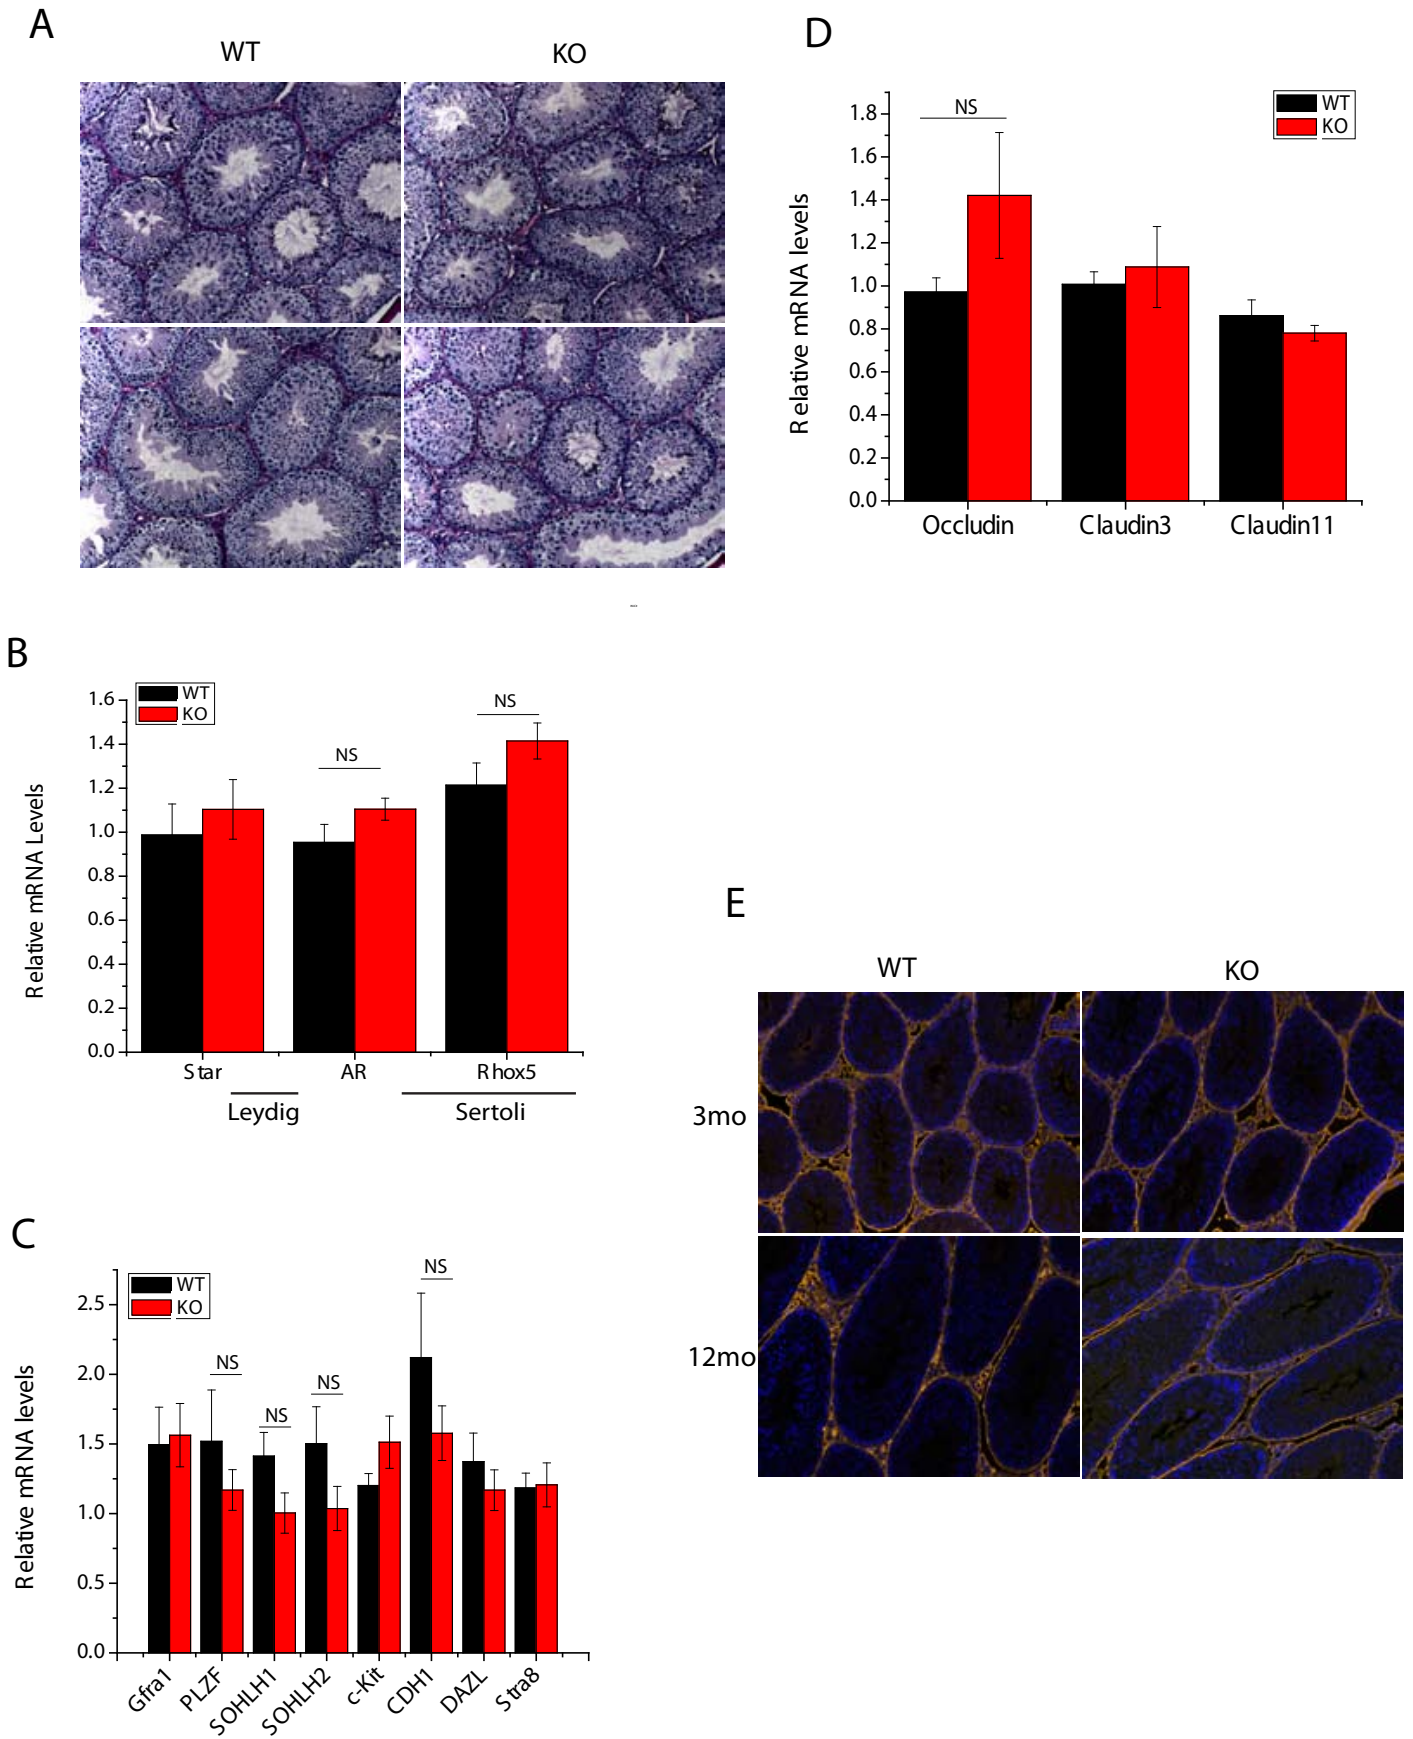 A
WT
KO
D
1.8
1.6
1.4
1.2
1.0
0.8
0.6
0.4
0.2
0.0
Relative mRNA levels
NS
WT
KO
Occludin
Claudin3
Claudin11
B
1.6
1.4
1.2
1.0
0.8
0.6
0.4
0.2
0.0
Relative mRNA Levels
WT
KO
NS
NS
Star
AR
Rhox5
Leydig
Sertoli
C
2.5
2.0
1.5
1.0
0.5
0.0
Relative mRNA levels
WT
KO
NS
NS
NS
NS
Gfra1
PLZF
SOHLH1
SOHLH2
c-Kit
CDH1
DAZL
Stra8
E
WT
KO
3mo
12mo